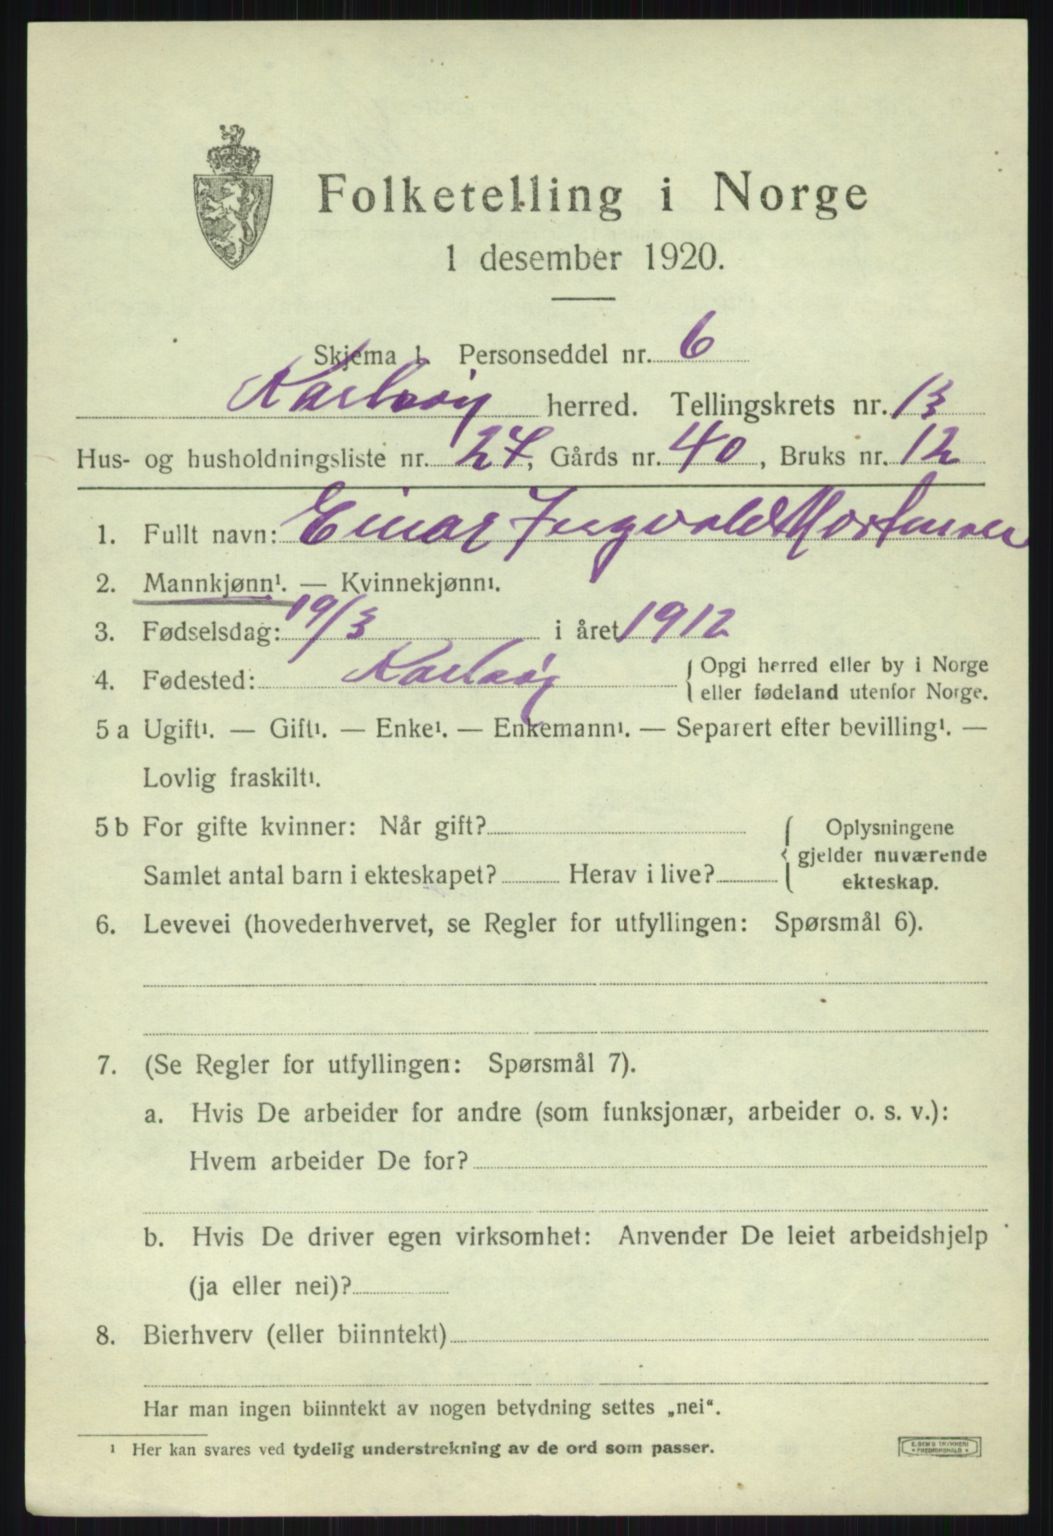 Folketelling i Norge
1 desember 1920.
Skjema 1. Personseddel nr. 6
Karlsøy herred. Tellingskrets nr. 13
Hus- og husholdningsliste nr. 27, Gårds nr. 40, Bruks nr. 12
1. Fullt navn: Einar Ingvald Mortensen
2. Mannkjønn¹. — Kvinnekjønn¹.
3. Fødselsdag: 19/3 i året 1912
4. Fødested: Karlsøy { Opgi herred eller by i Norge
eller fødeland utenfor Norge.
5 a Ugift¹. — Gift¹. — Enke¹. — Enkemann¹. — Separert efter bevilling¹. —
Lovlig fraskilt¹.
5 b For gifte kvinner: Når gift? { Oplysningene
gjelder nuværende
Samlet antal barn i ekteskapet? Herav i live?
ekteskap.
6. Levevei (hovederhvervet, se Regler for utfyllingen: Spørsmål 6).
7. (Se Regler for utfyllingen: Spørsmål 7).
a. Hvis De arbeider for andre (som funksjonær, arbeider o. s. v.):
Hvem arbeider De for?
b. Hvis De driver egen virksomhet: Anvender De leiet arbeidshjelp
(ja eller nei)?
8. Bierhverv (eller biinntekt)
Har man ingen biinntekt av nogen betydning settes „nei“.
¹ Her kan svares ved tydelig understrekning av de ord som passer.